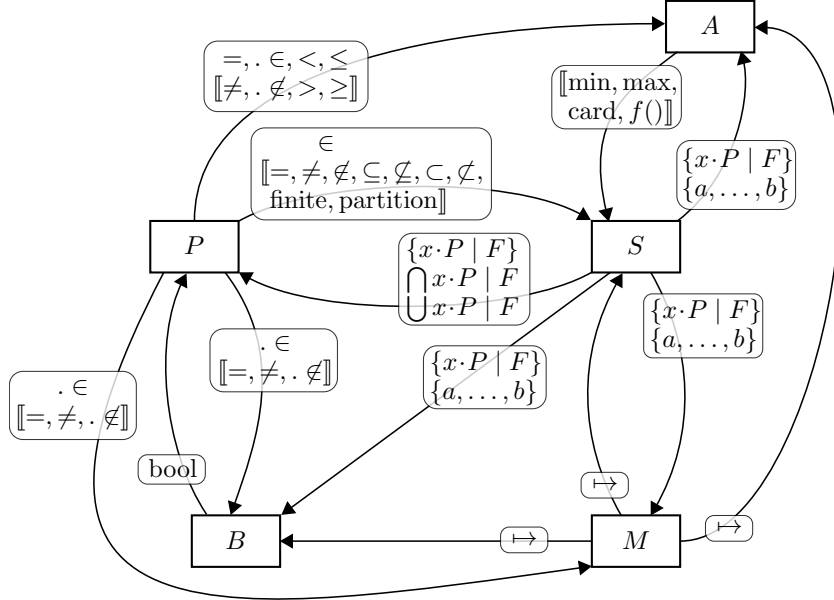 A
=, . ∈, <, ≤
⟦≠, . ∉, >, ≥⟧
⟦min, max,
card, f()⟧
∈
⟦=, ≠, ∉, ⊆, ⊈, ⊂, ⊄,
finite, partition⟧
{x·P | F}
{a, . . . , b}
P
S
{x·P | F}
⋂ x·P | F
⋃ x·P | F
{x·P | F}
{a, . . . , b}
. ∈
⟦=, ≠, . ∉⟧
{x·P | F}
{a, . . . , b}
. ∈
⟦=, ≠, . ∉⟧
bool
↦
B
↦
M
↦